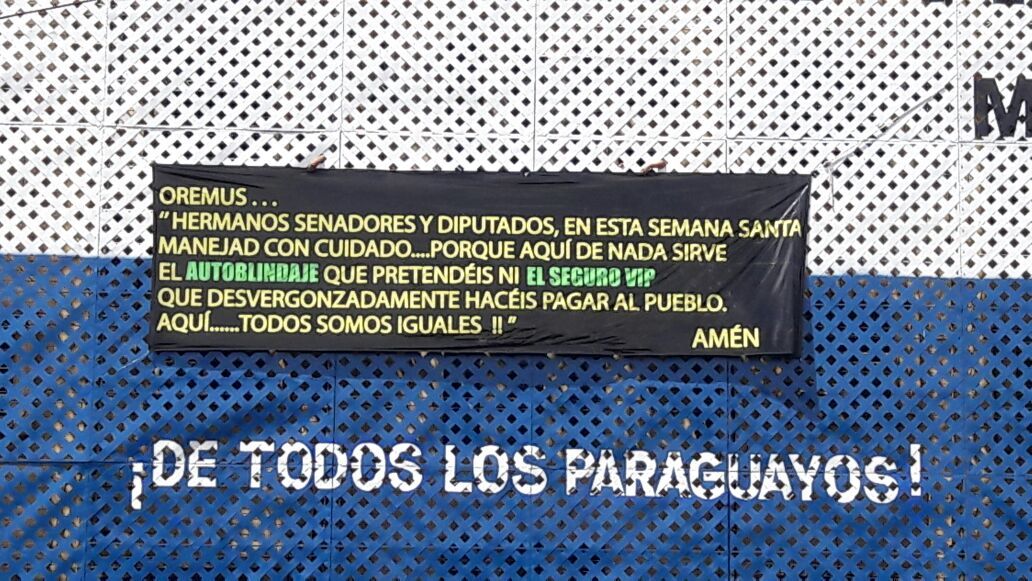 M
OREMUS...
"HERMANOS SENADORES Y DIPUTADOS, EN ESTA SEMANA SANTA
MANEJAD CON CUIDADO....PORQUE AQUÍ DE NADA SIRVE
EL AUTOBLINDAJE QUE PRETENDÉIS NI EL SEGURO VIP
QUE DESVERGONZADAMENTE HACÉIS PAGAR AL PUEBLO.
AQUÍ......TODOS SOMOS IGUALES !!"
AMÉN
¡DE TODOS LOS PARAGUAYOS!